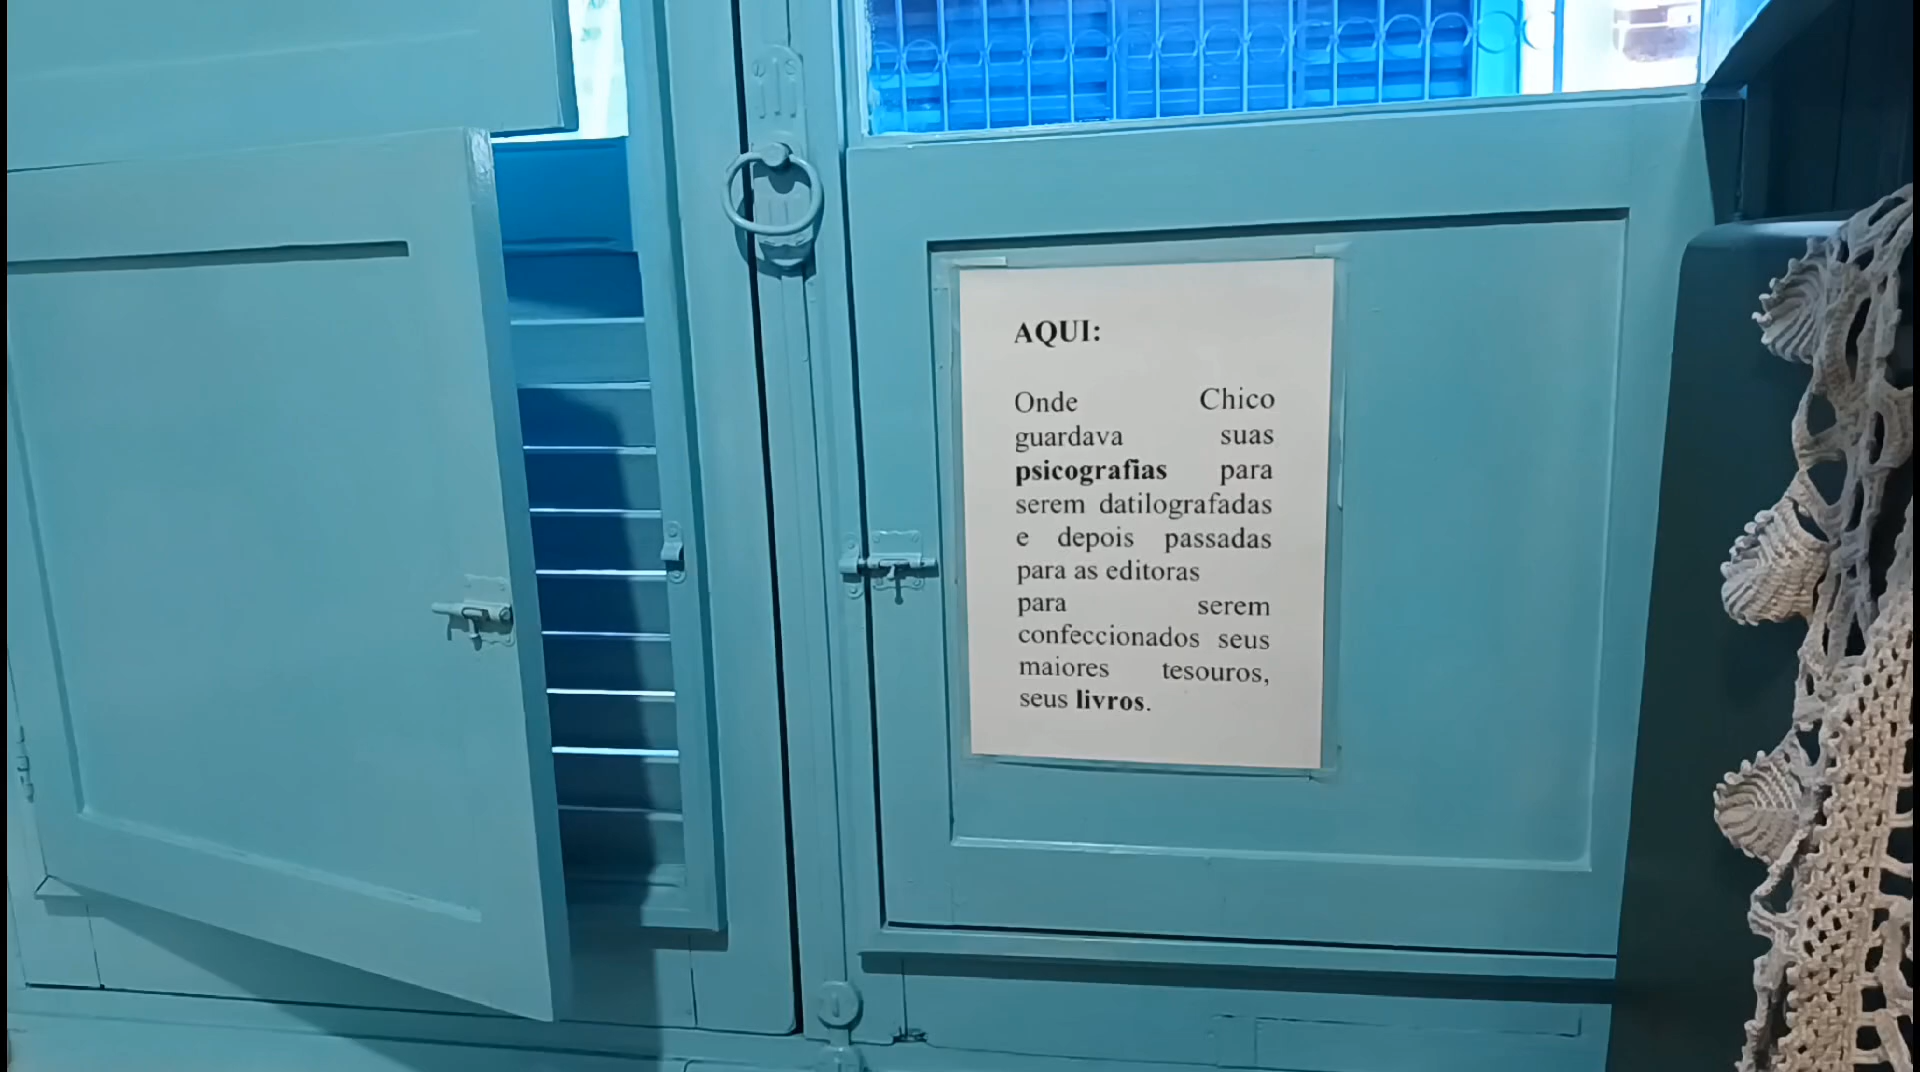 AQUI:
Onde Chico
guardava suas
psicografias para
serem datilografadas
e depois passadas
para as editoras
para serem
confeccionados seus
maiores tesouros,
seus livros.